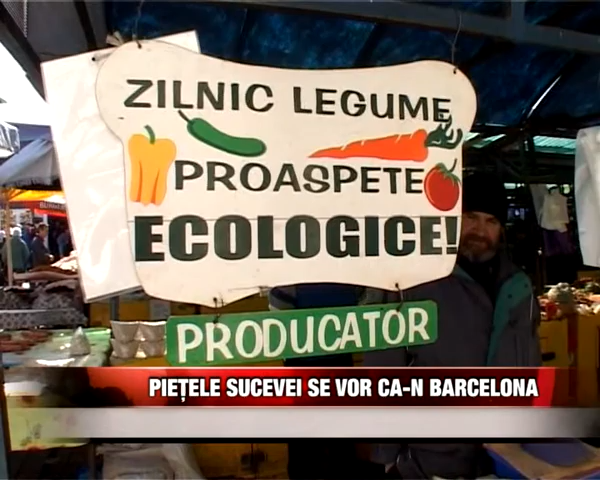 ZILNIC LEGUME
PROASPETE
ECOLOGICE!
PRODUCATOR
PIEȚELE SUCEVEI SE VOR CA-N BARCELONA